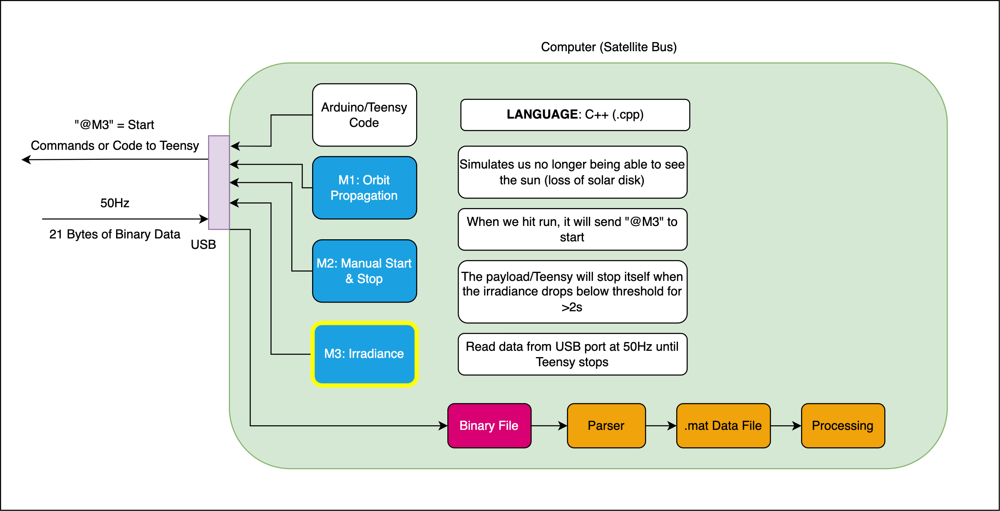 Computer (Satellite Bus)
"@M3" = Start
Commands or Code to Teensy
50Hz
21 Bytes of Binary Data
USB
Arduino/Teensy
Code
M1: Orbit
Propagation
M2: Manual Start
& Stop
M3: Irradiance
LANGUAGE: C++ (.cpp)
Simulates us no longer being able to see
the sun (loss of solar disk)
When we hit run, it will send "@M3" to
start
The payload/Teensy will stop itself when
the irradiance drops below threshold for
>2s
Read data from USB port at 50Hz until
Teensy stops
Binary File
Parser
.mat Data File
Processing